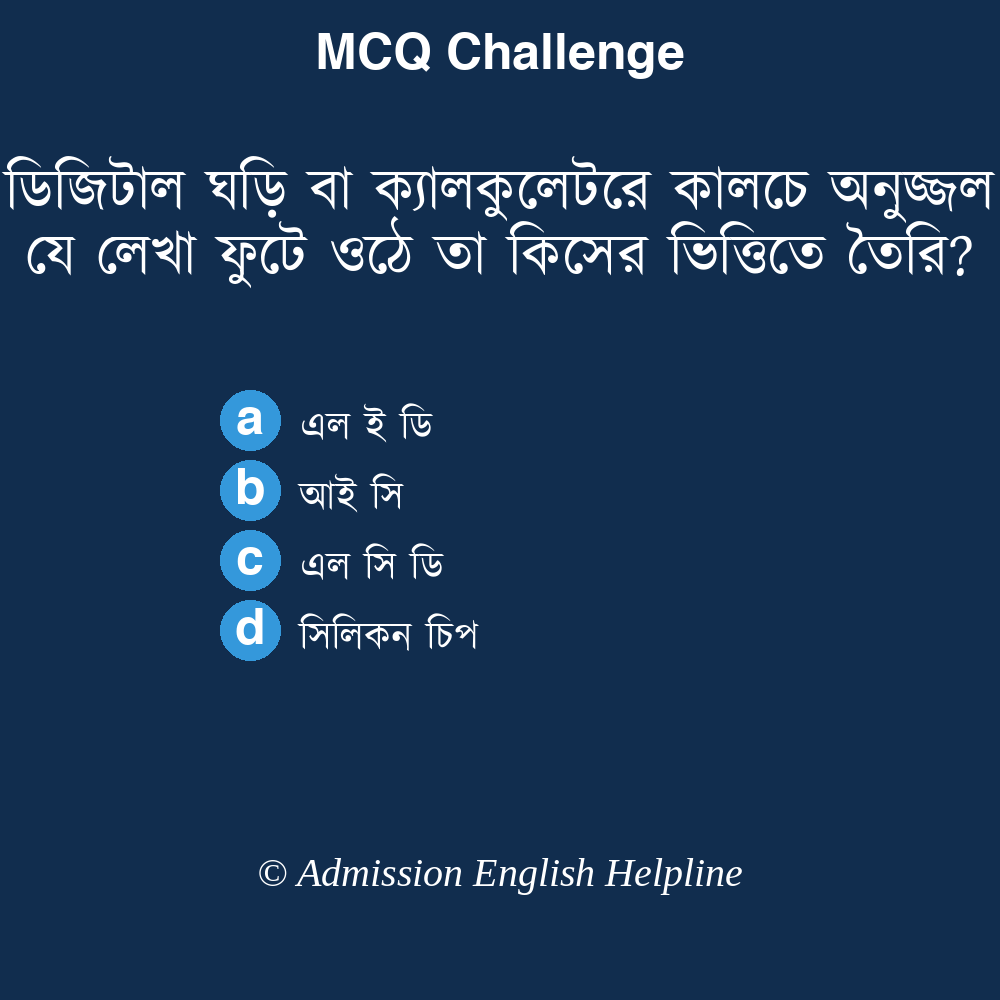 MCQ Challenge
ডিজিটাল ঘড়ি বা ক্যালকুলেটরে কালচে অনুজ্জল
যে লেখা ফুটে ওঠে তা কিসের ভিত্তিতে তৈরি?
a এল ই ডি
b আই সি
c এল সি ডি
d সিলিকন চিপ
© Admission English Helpline